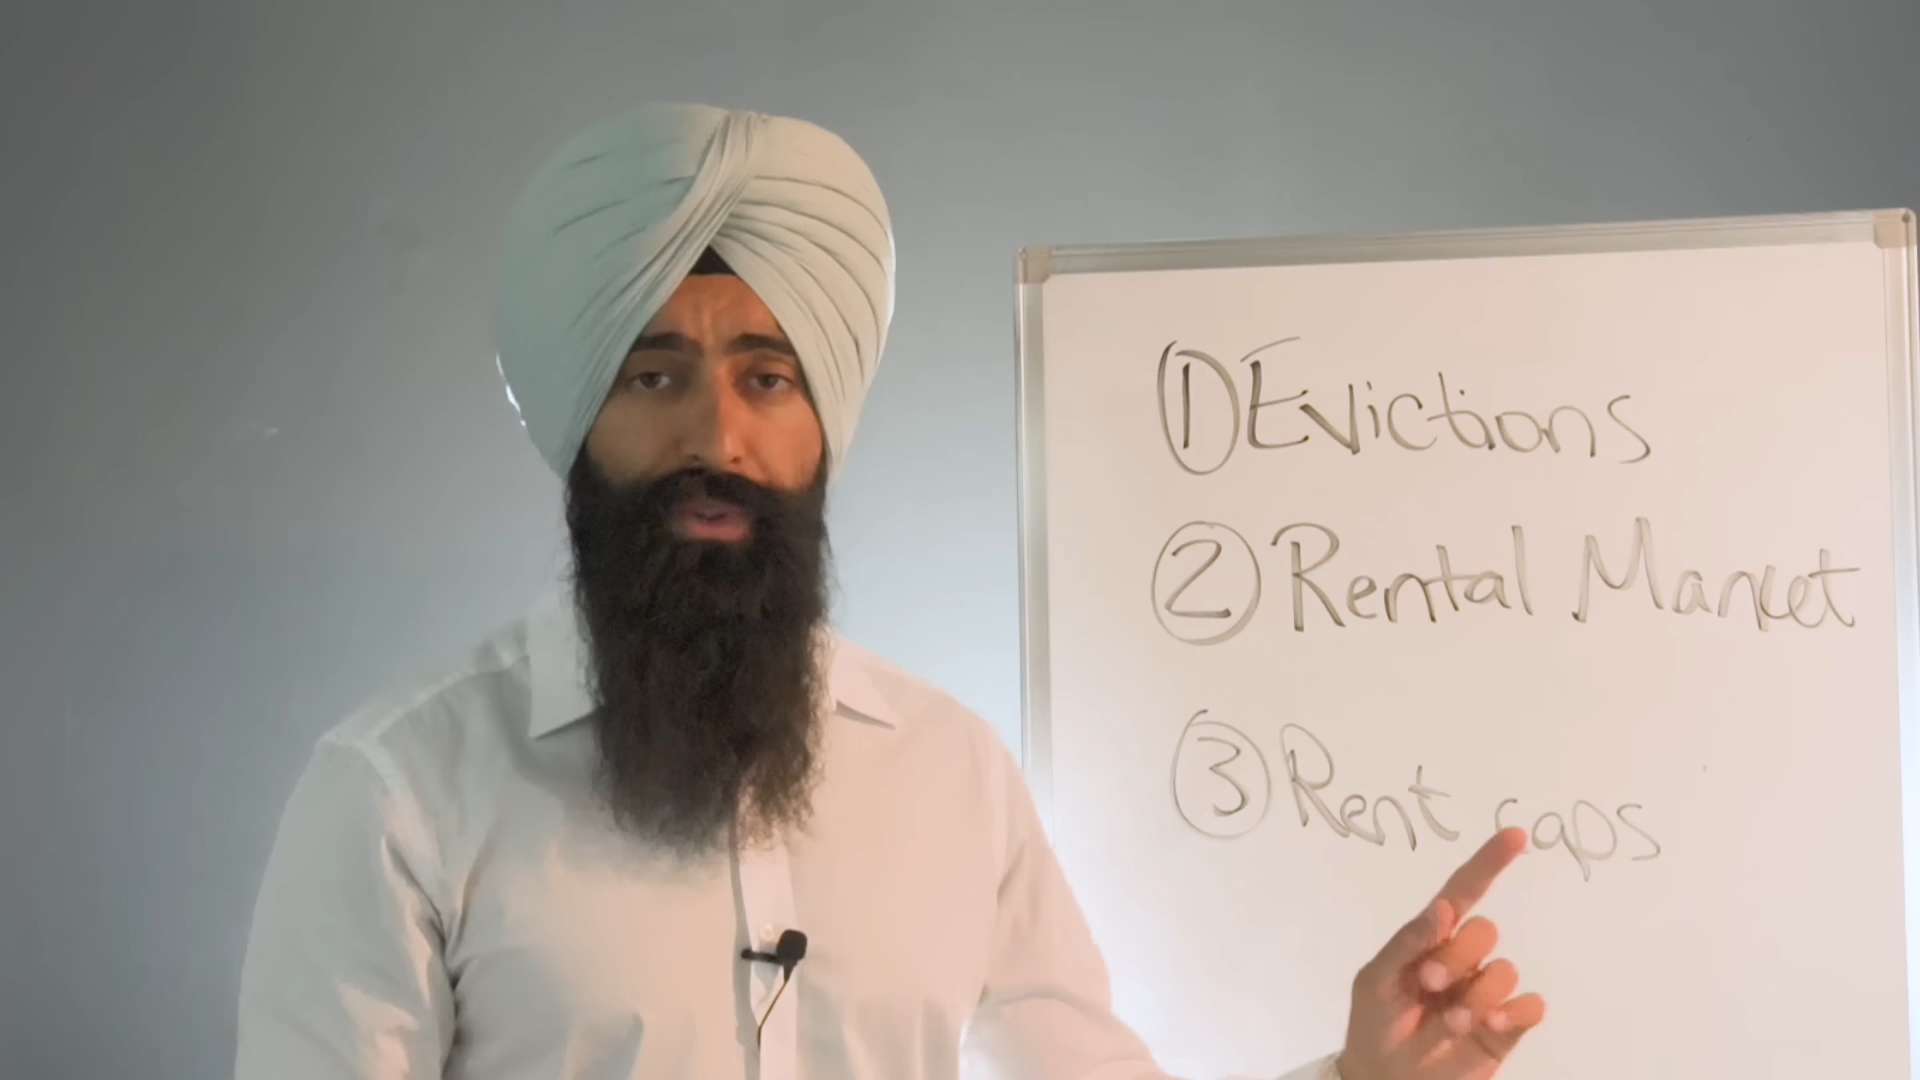 ① Evictions
② Rental Market
③ Rent caps